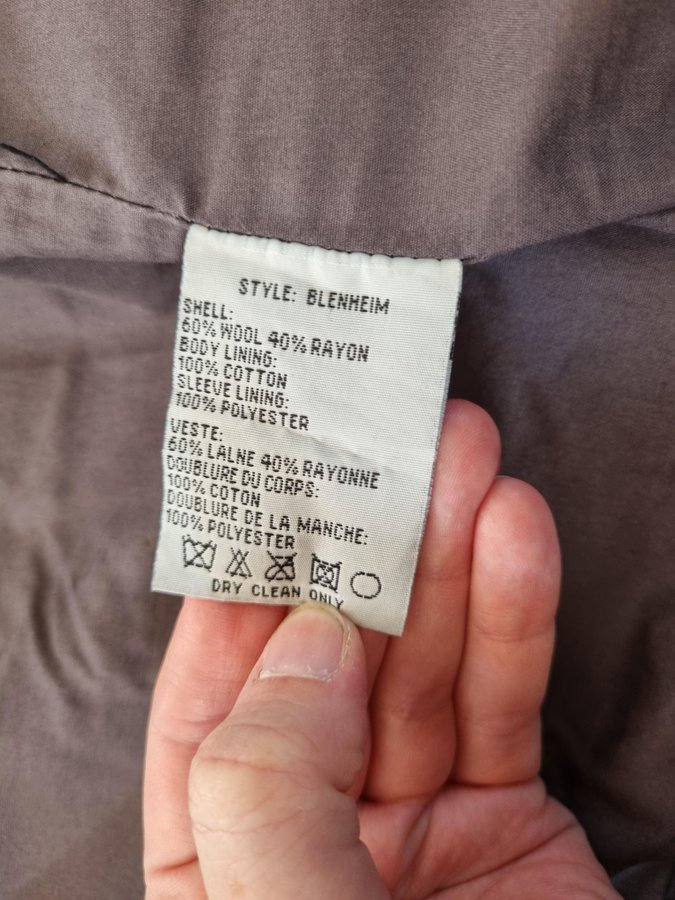 STYLE: BLENHEIM
SHELL:
60% WOOL 40% RAYON
BODY LINING:
100% COTTON
SLEEVE LINING:
100% POLYESTER
VESTE:
60% LALNE 40% RAYONNE
DOUBLURE DU CORPS:
100% COTON
DOUBLURE DE LA MANCHE:
100% POLYESTER
DRY CLEAN ONLY